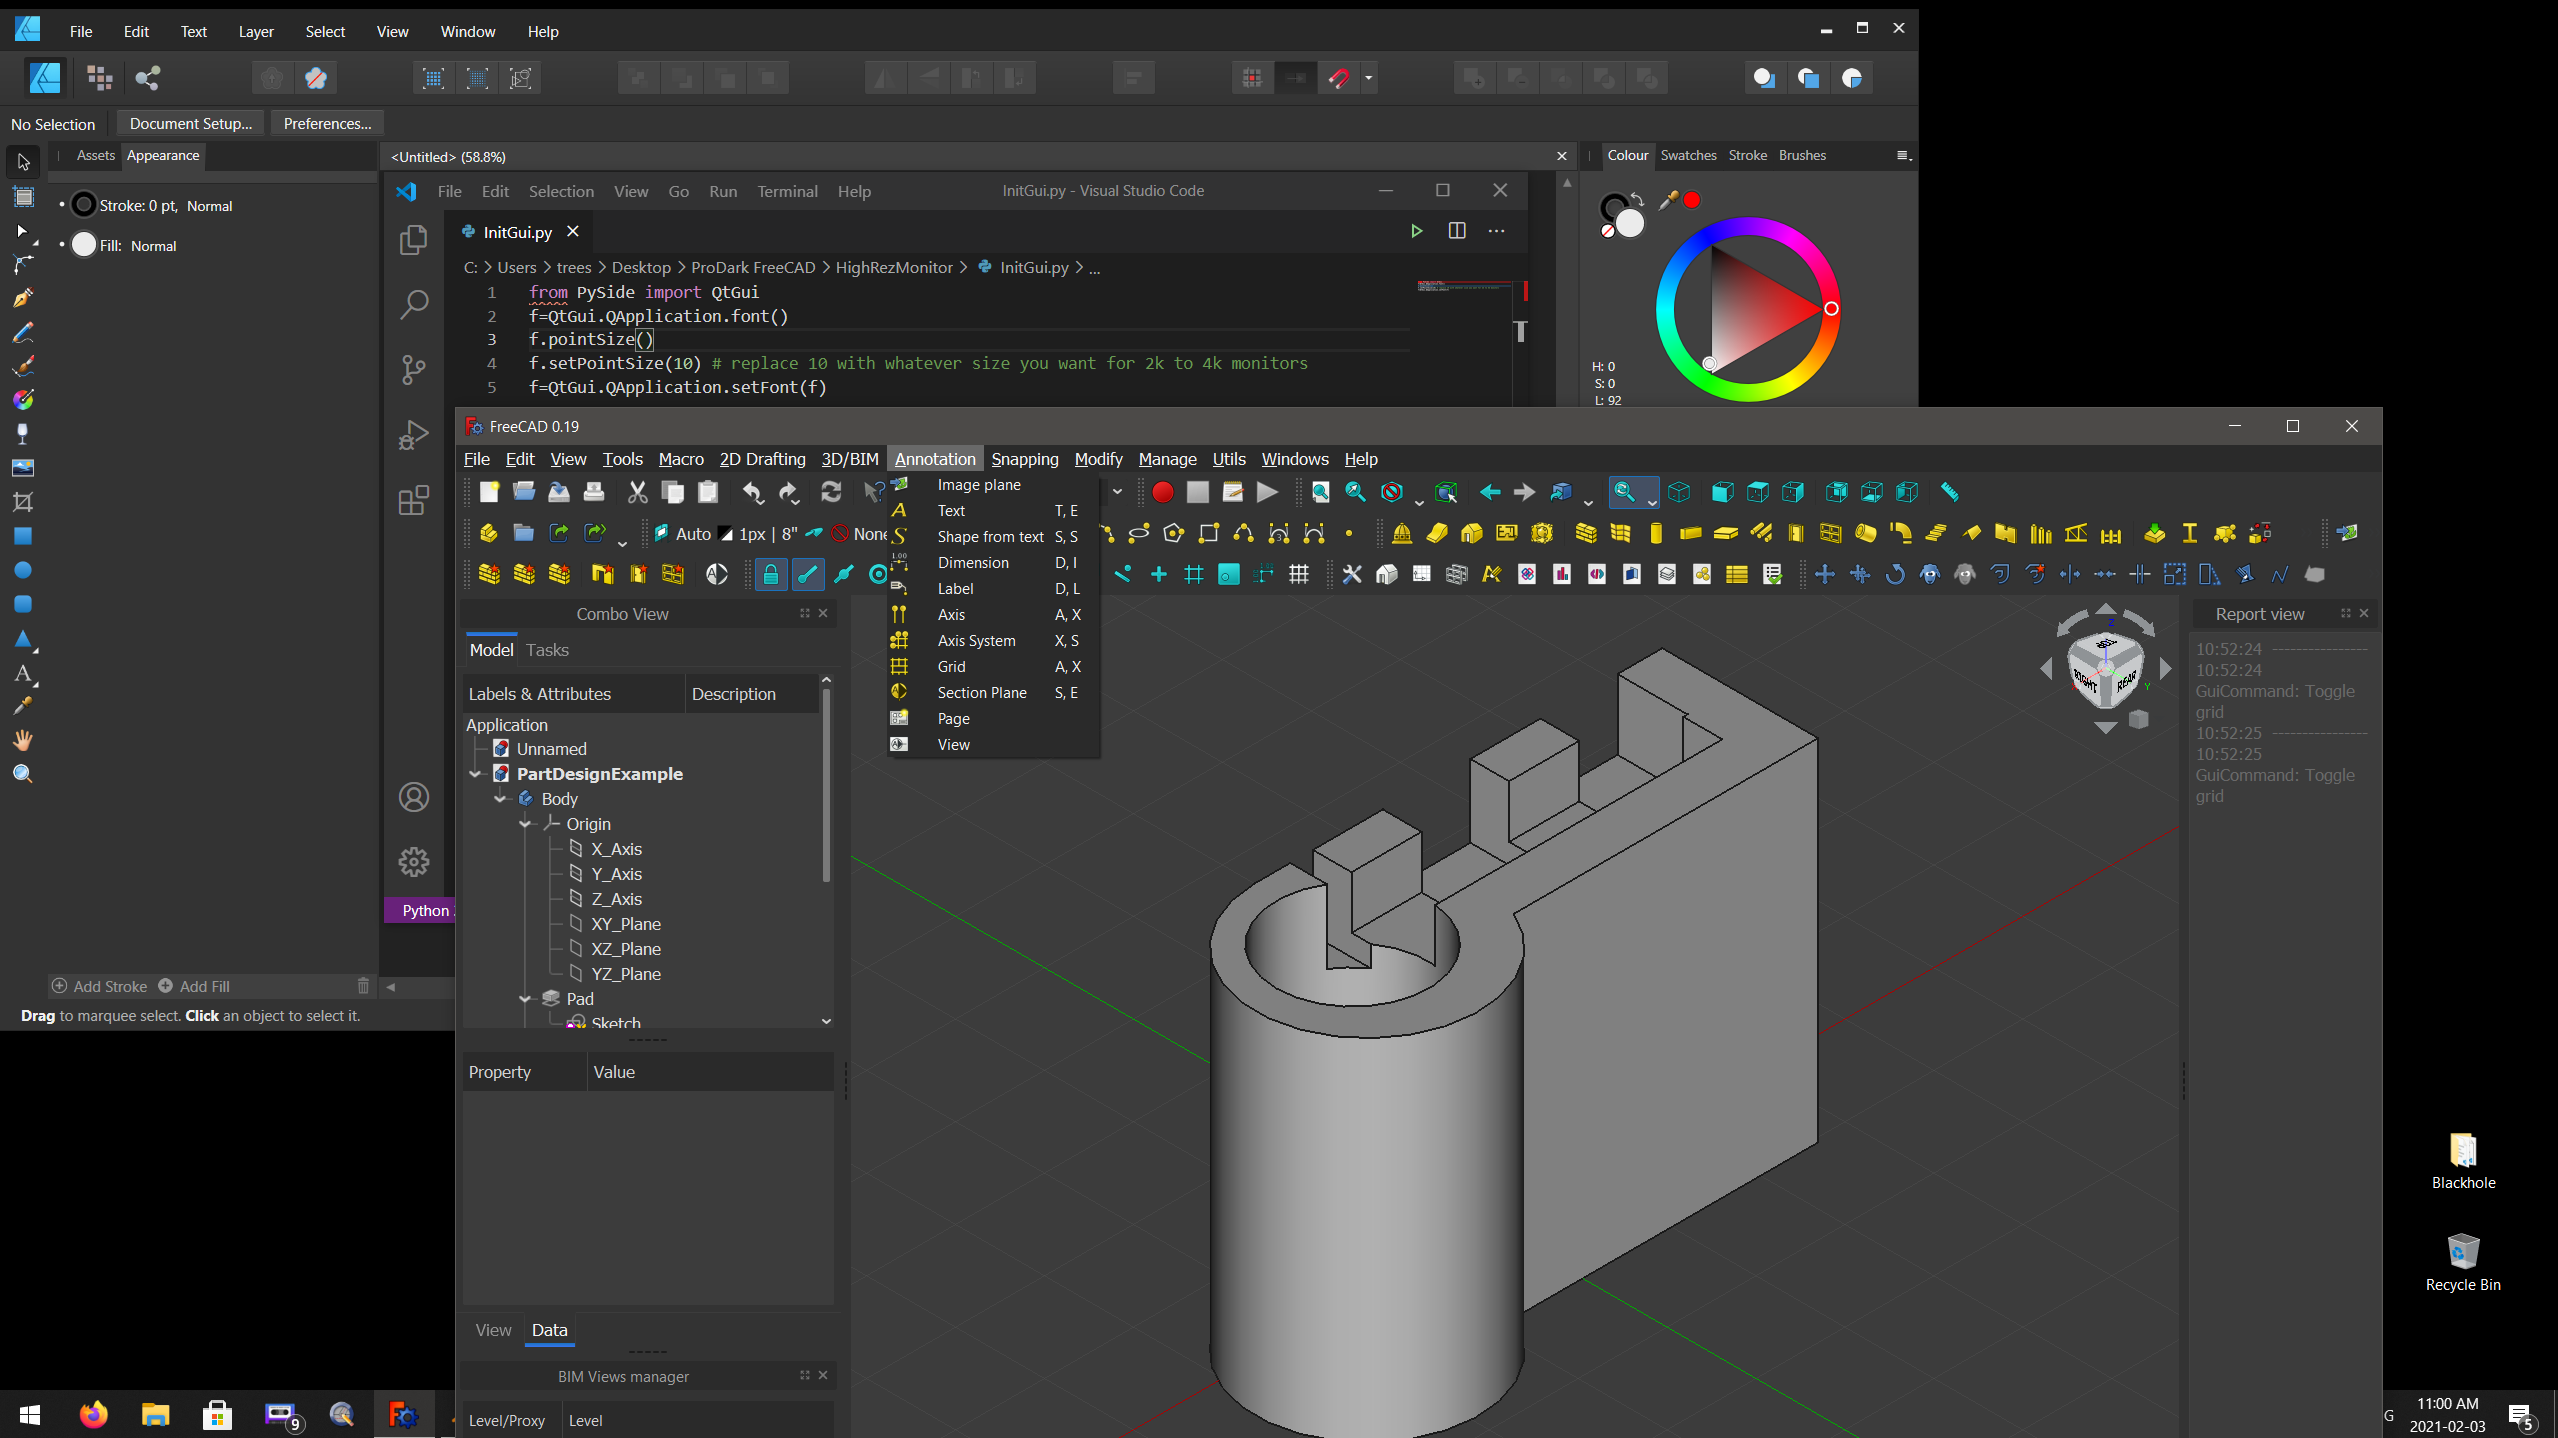 File Edit Text Layer Select View Window Help
No Selection Document Setup... Preferences...
Assets Appearance
<Untitled> (58.8%)
Colour Swatches Stroke Brushes
Stroke: 0 pt, Normal
Fill: Normal
File Edit Selection View Go Run Terminal Help
InitGui.py - Visual Studio Code
InitGui.py
C: > Users > trees > Desktop > ProDark FreeCAD > HighRezMonitor > InitGui.py > ...
1 from PySide import QtGui
2 f=QtGui.QApplication.font()
3 f.pointSize()
4 f.setPointSize(10) # replace 10 with whatever size you want for 2k to 4k monitors
5 f=QtGui.QApplication.setFont(f)
H: 0
S: 0
L: 92
FreeCAD 0.19
File Edit View Tools Macro 2D Drafting 3D/BIM Annotation Snapping Modify Manage Utils Windows Help
Auto 1px | 8" None
Image plane
Text T, E
Shape from text S, S
Dimension D, I
Label D, L
Axis A, X
Axis System X, S
Grid A, X
Section Plane S, E
Page
View
Combo View
Model Tasks
Labels & Attributes Description
Application
Unnamed
PartDesignExample
Body
Origin
X_Axis
Y_Axis
Z_Axis
XY_Plane
XZ_Plane
YZ_Plane
Pad
Sketch
Property Value
View Data
BIM Views manager
Level/Proxy Level
RIGHT REAR
Z
Y
Report view
10:52:24 ----------------
10:52:24
GuiCommand: Toggle
grid
10:52:25 ----------------
10:52:25
GuiCommand: Toggle
grid
Python
Add Stroke Add Fill
Drag to marquee select. Click an object to select it.
Blackhole
Recycle Bin
9
G
11:00 AM
2021-02-03
5